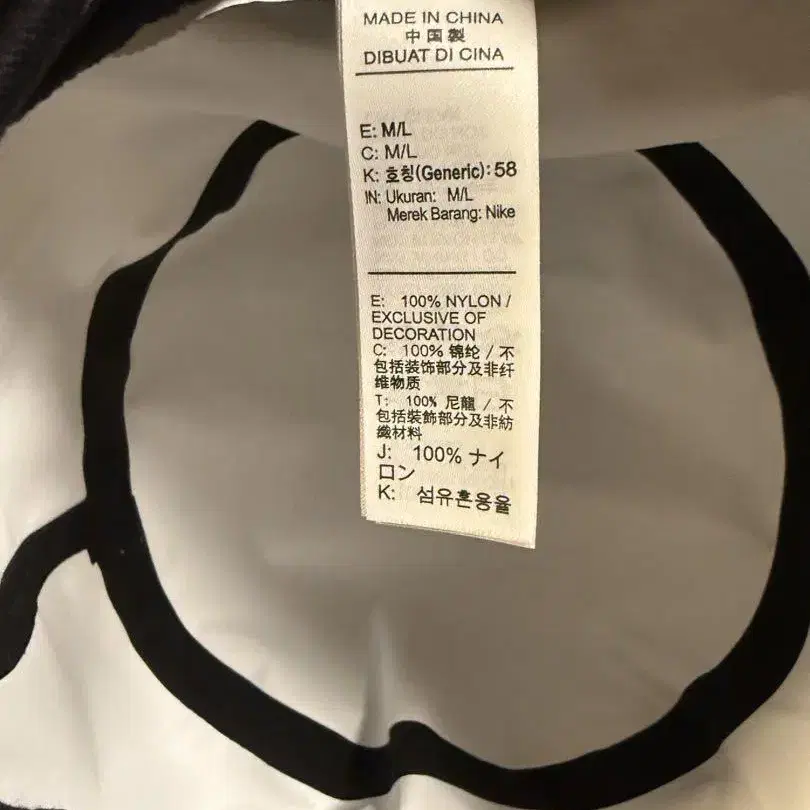 MADE IN CHINA
中国製
DIBUAT DI CINA
E: M/L
C: M/L
K: 호칭(Generic): 58
IN: Ukuran: M/L
Merek Barang: Nike
E: 100% NYLON /
EXCLUSIVE OF
DECORATION
C: 100% 锦纶 / 不
包括装饰部分及非纤
维物质
T: 100% 尼龍 / 不
包括裝飾部分及非紡
織材料
J: 100% ナイ
ロン
K: 섬유혼용율